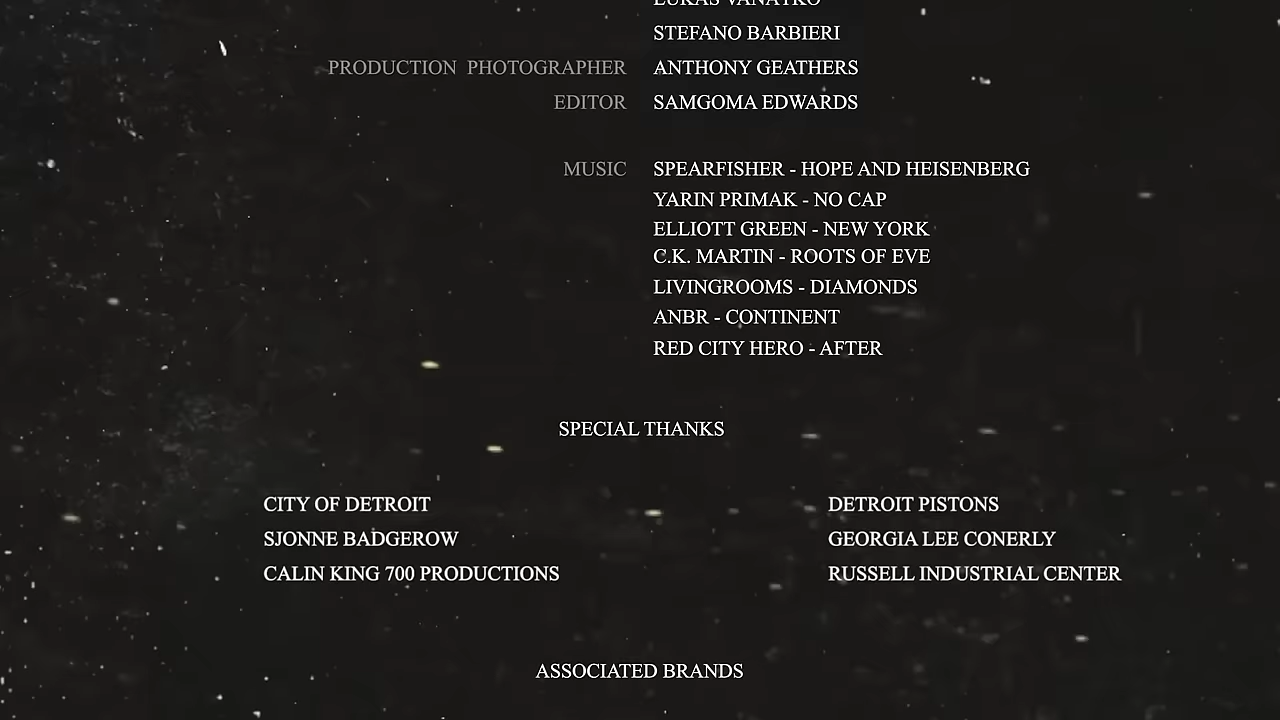 LUKAS VANATKO
STEFANO BARBIERI
PRODUCTION PHOTOGRAPHER ANTHONY GEATHERS
EDITOR SAMGOMA EDWARDS
MUSIC SPEARFISHER - HOPE AND HEISENBERG
YARIN PRIMAK - NO CAP
ELLIOTT GREEN - NEW YORK
C.K. MARTIN - ROOTS OF EVE
LIVINGROOMS - DIAMONDS
ANBR - CONTINENT
RED CITY HERO - AFTER
SPECIAL THANKS
CITY OF DETROIT DETROIT PISTONS
SJONNE BADGEROW GEORGIA LEE CONERLY
CALIN KING 700 PRODUCTIONS RUSSELL INDUSTRIAL CENTER
ASSOCIATED BRANDS